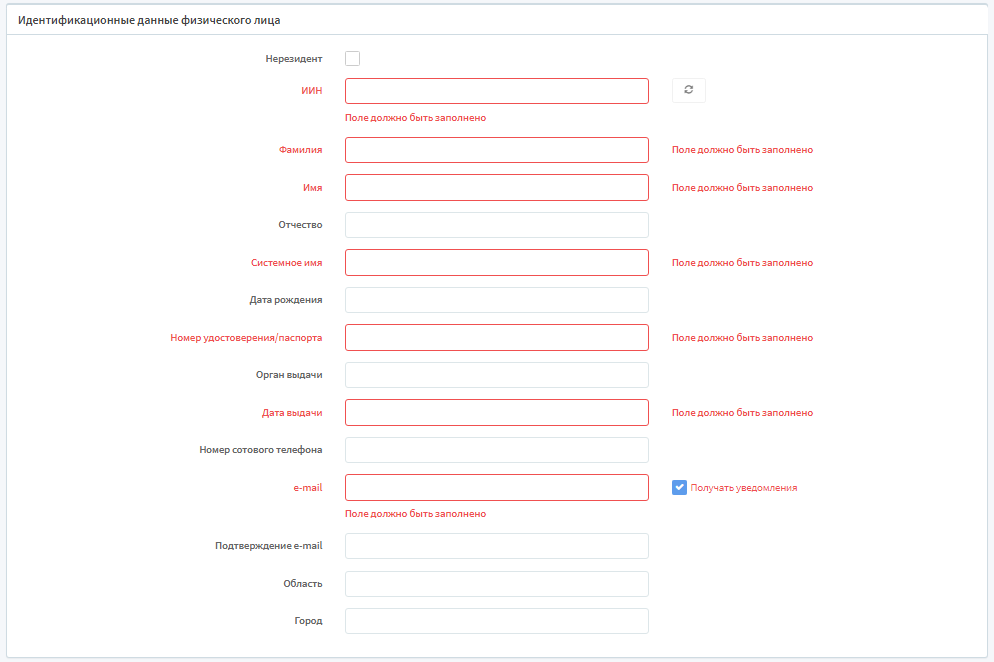 Идентификационные данные физического лица
Нерезидент
ИИН
Поле должно быть заполнено
Фамилия Поле должно быть заполнено
Имя Поле должно быть заполнено
Отчество
Системное имя Поле должно быть заполнено
Дата рождения
Номер удостоверения/паспорта Поле должно быть заполнено
Орган выдачи
Дата выдачи Поле должно быть заполнено
Номер сотового телефона
e-mail Получать уведомления
Поле должно быть заполнено
Подтверждение e-mail
Область
Город